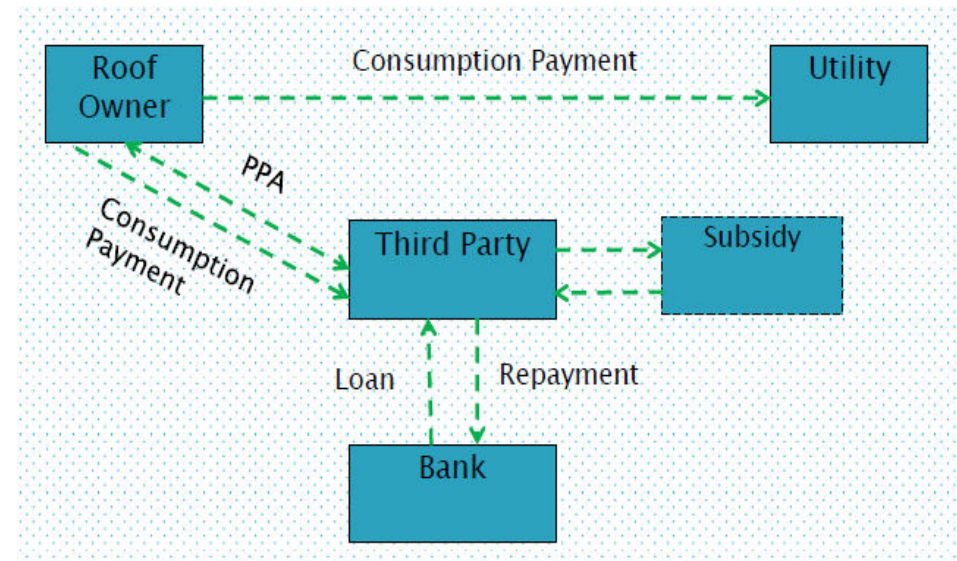 Roof
Owner
Consumption Payment
Utility
PPA
Consumption
Payment
Third Party
Subsidy
Loan
Repayment
Bank